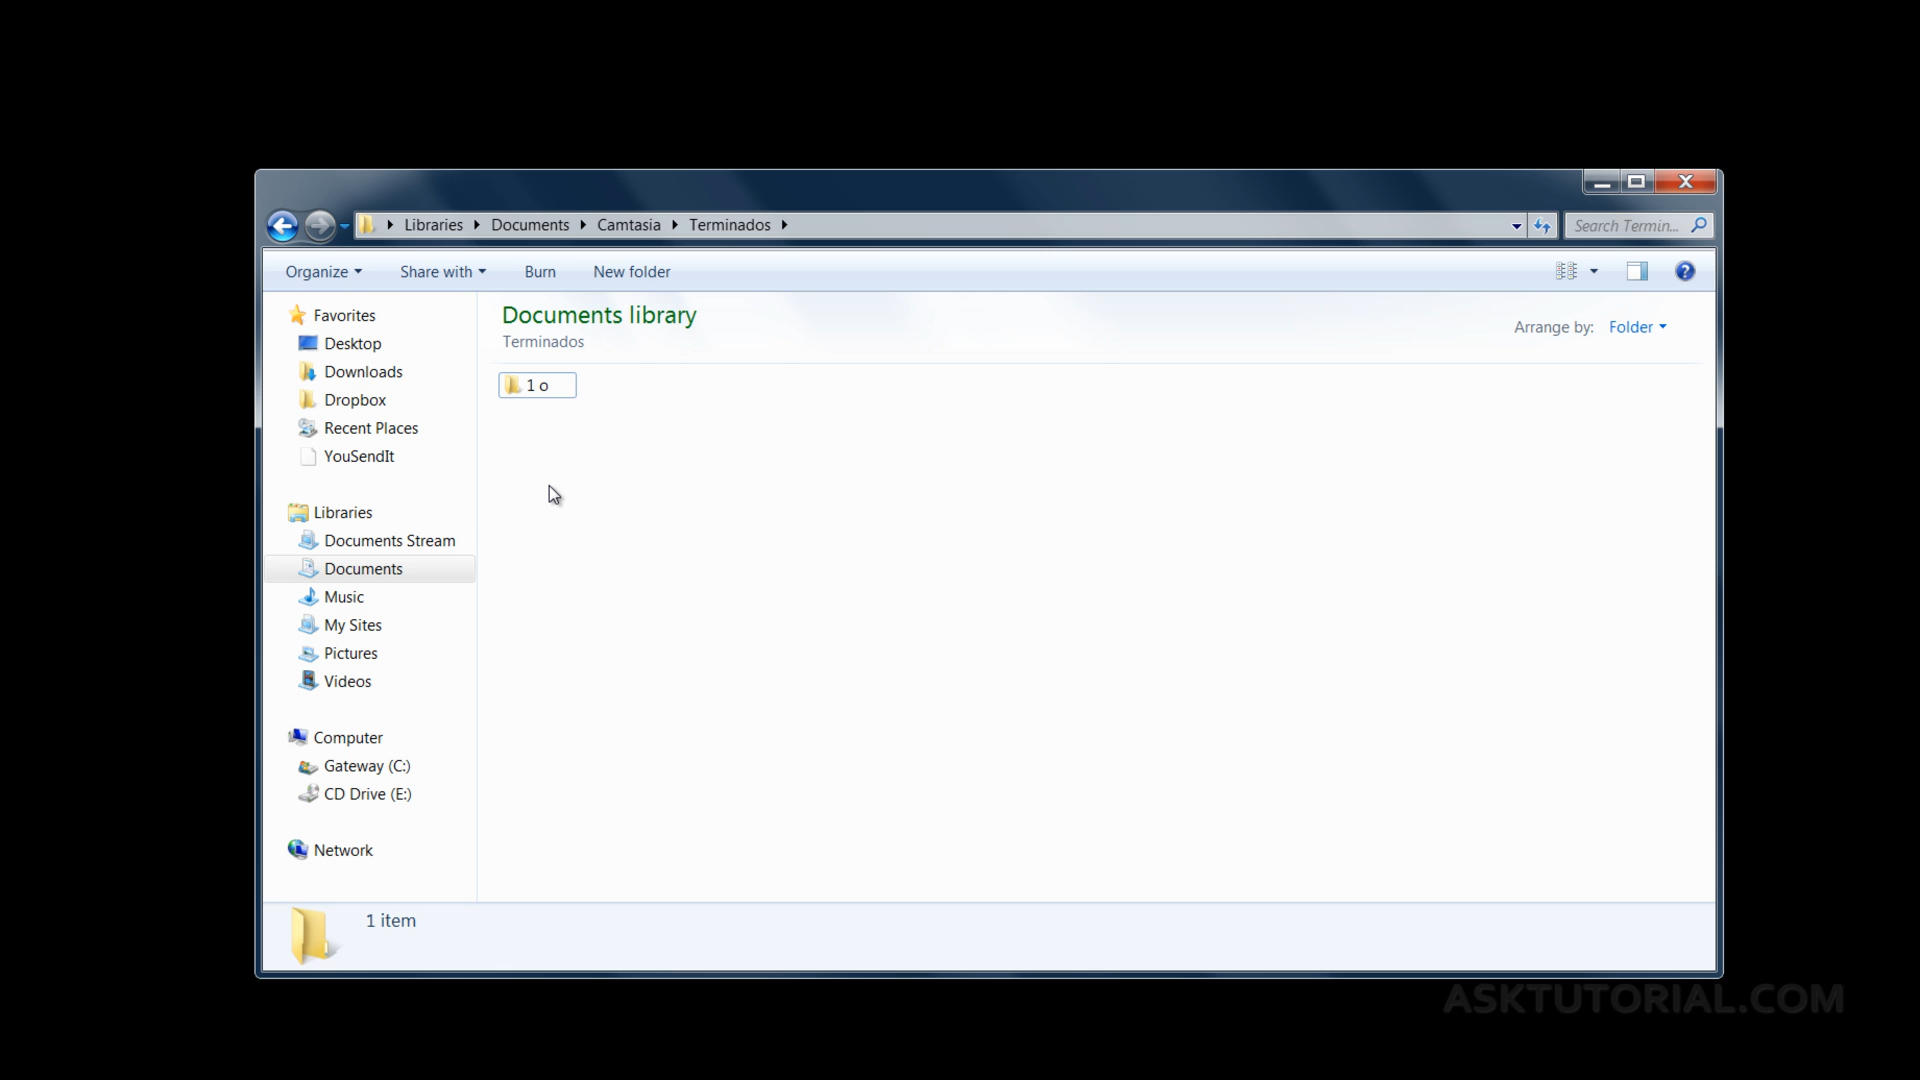 Libraries Documents Camtasia Terminados Search Termin...
Organize Share with Burn New folder
Favorites
Desktop
Downloads
Dropbox
Recent Places
YouSendIt
Libraries
Documents Stream
Documents
Music
My Sites
Pictures
Videos
Computer
Gateway (C:)
CD Drive (E:)
Network
Documents library
Terminados
Arrange by: Folder
1 o
1 item
ASKTUTORIAL.COM